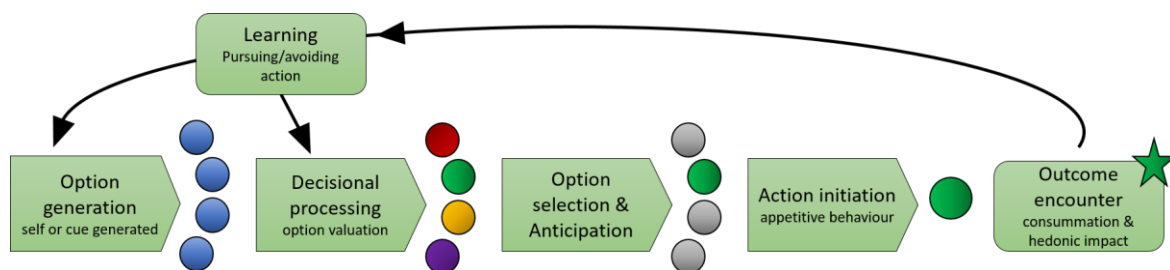 Learning
Pursuing/avoiding
action
Option
generation
self or cue generated
Decisional
processing
option valuation
Option
selection &
Anticipation
Action initiation
appetitive behaviour
Outcome
encounter
consummation &
hedonic impact